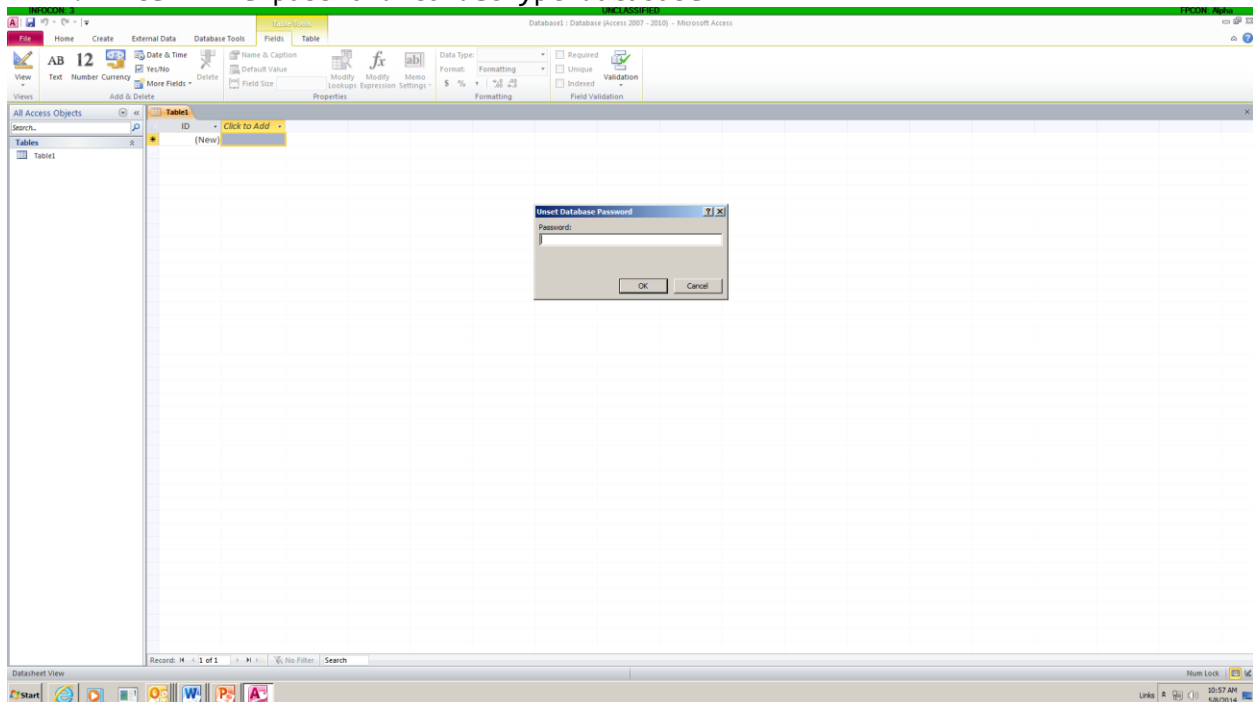 INFOCON: 3 UNCLASSIFIED FPCON: Alpha
Table Tools Database1 : Database (Access 2007 - 2010) - Microsoft Access
File Home Create External Data Database Tools Fields Table
View
AB Text
12 Number
Currency
Date & Time
Yes/No
More Fields
Delete
Name & Caption
Default Value
Field Size
Modify Lookups
fx Modify Expression
ab| Memo Settings
Data Type:
Format: Formatting
$ %
Required
Unique
Indexed
Validation
Views Add & Delete Properties Formatting Field Validation
All Access Objects
Search..
Tables
Table1
Table1
ID Click to Add
* (New)
Unset Database Password
Password:
OK Cancel
Record: 1 of 1 No Filter Search
Datasheet View Num Lock
Start Links 10:57 AM
5/8/2014